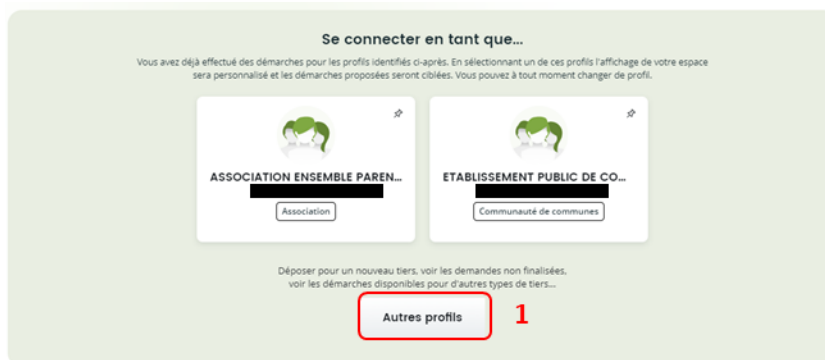 Se connecter en tant que...
Vous avez déjà effectué des démarches pour les profils identifiés ci-après. En sélectionnant un de ces profils l'affichage de votre espace
sera personnalisé et les démarches proposées seront ciblées. Vous pouvez à tout moment changer de profil.
ASSOCIATION ENSEMBLE PAREN...
Association
ETABLISSEMENT PUBLIC DE CO...
Communauté de communes
Déposer pour un nouveau tiers, voir les demandes non finalisées,
voir les démarches disponibles pour d'autres types de tiers...
Autres profils
1